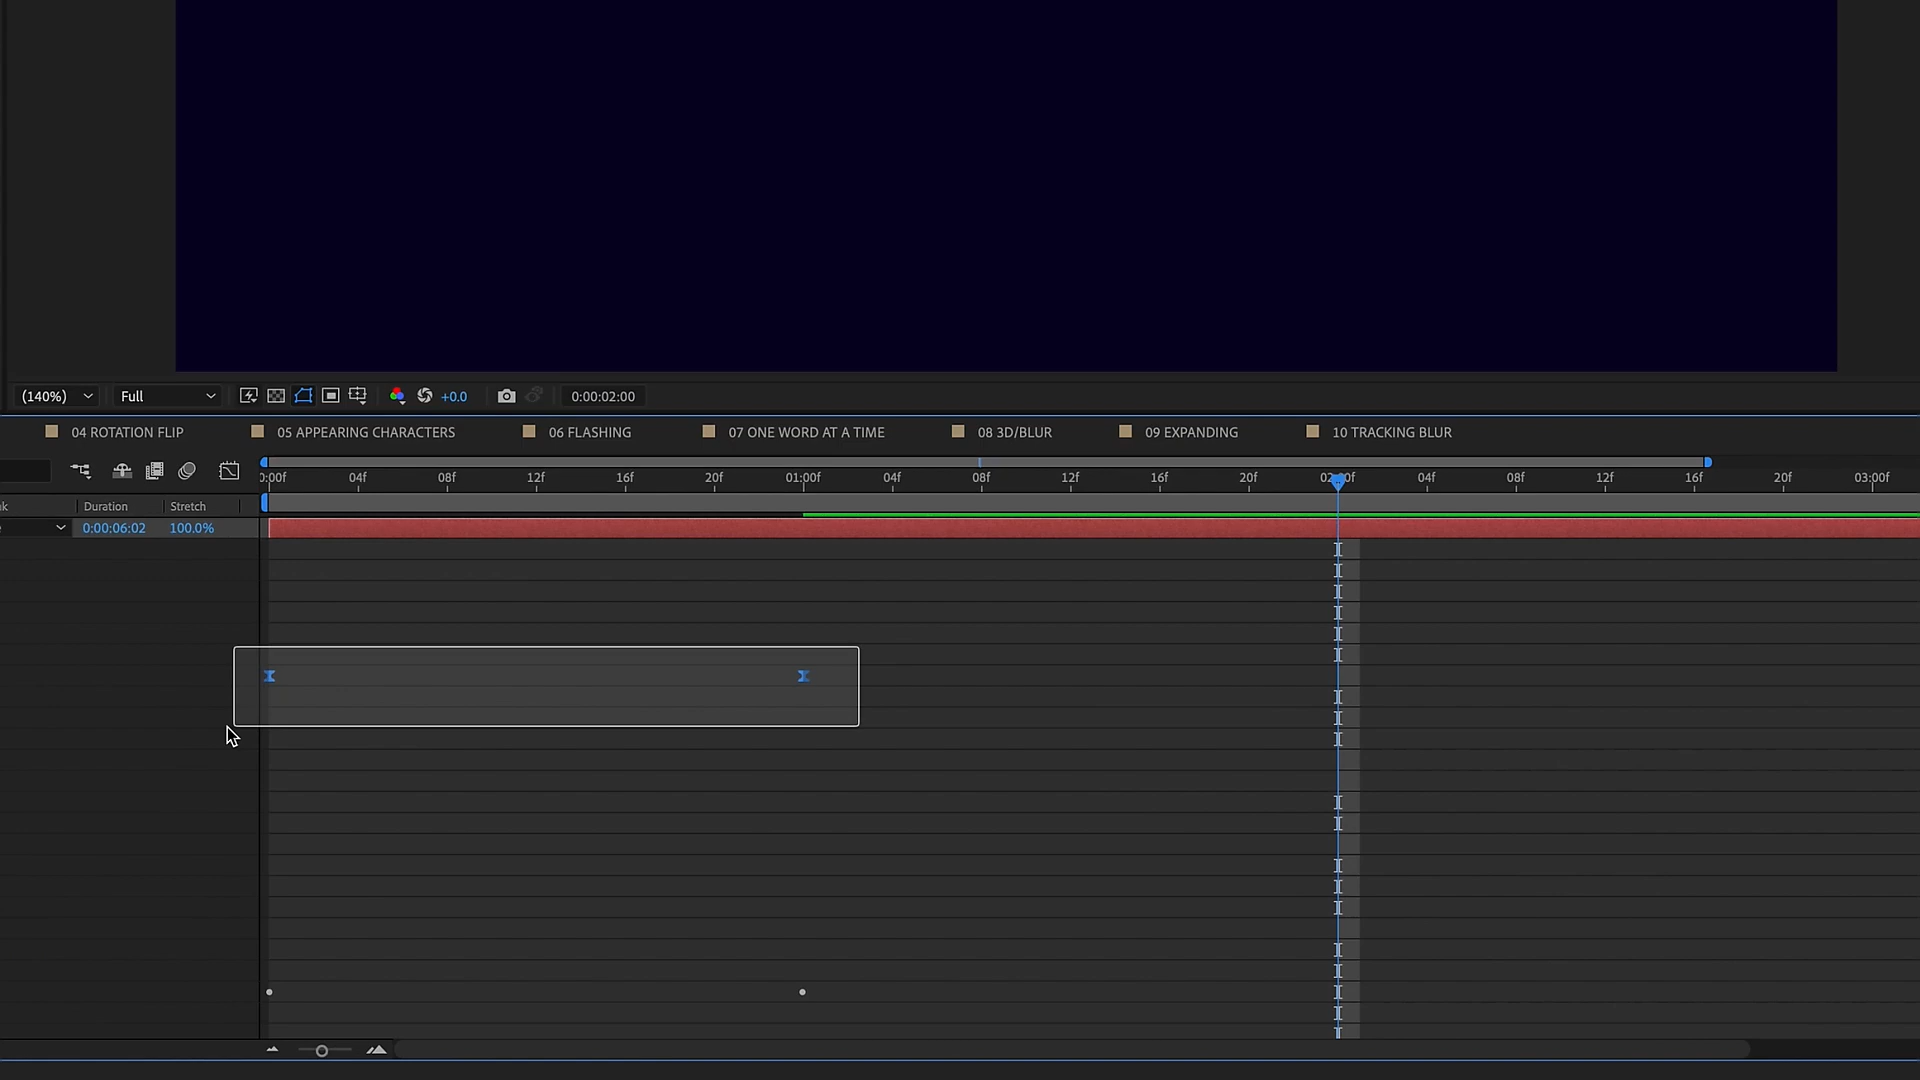 (140%) Full +0.0 0:00:02:00
04 ROTATION FLIP 05 APPEARING CHARACTERS 06 FLASHING 07 ONE WORD AT A TIME 08 3D/BLUR 09 EXPANDING 10 TRACKING BLUR
0:00f 04f 08f 12f 16f 20f 01:00f 04f 08f 12f 16f 20f 02:00f 04f 08f 12f 16f 20f 03:00f
Duration Stretch
0:00:06:02 100.0%